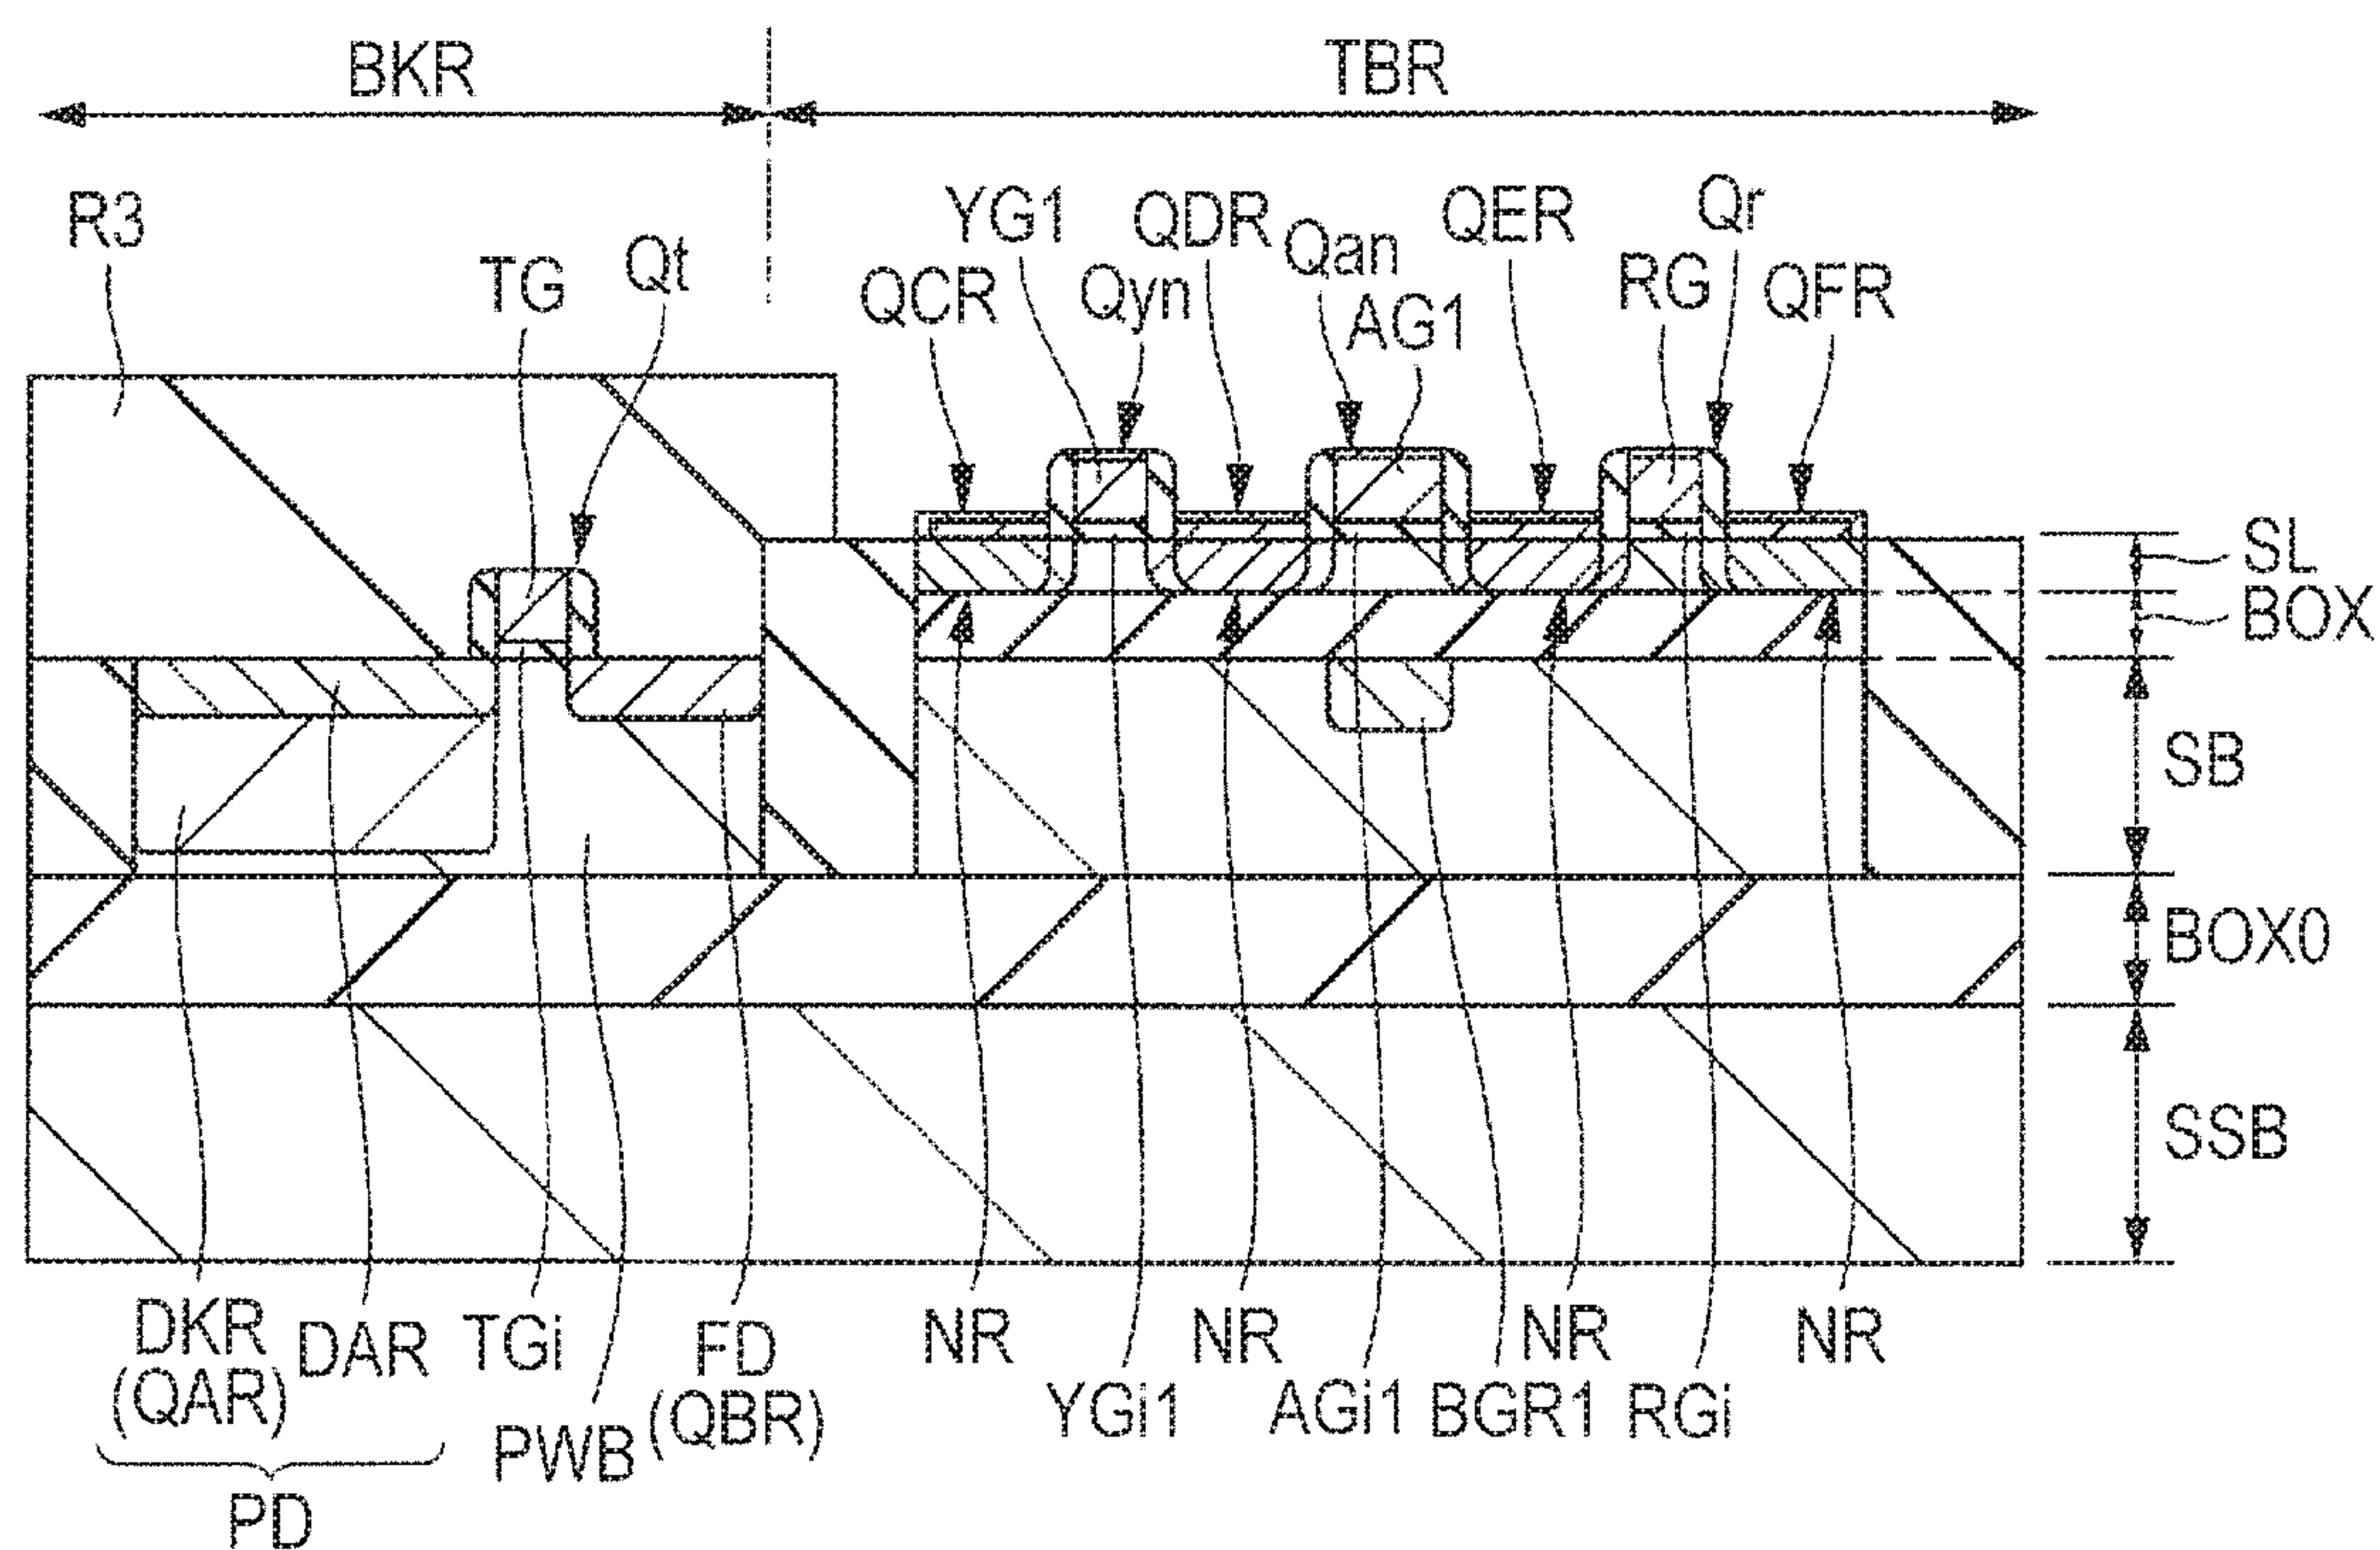 BKR TBR
R3 TG Qt QCR YG1 Qyn QDR Qan AG1 QER RG Qr QFR
SL
BOX
SB
BOX0
SSB
DKR DAR TGi FD NR NR NR NR
(QAR) PWB (QBR) YGi1 AGi1 BGR1 RGi
PD